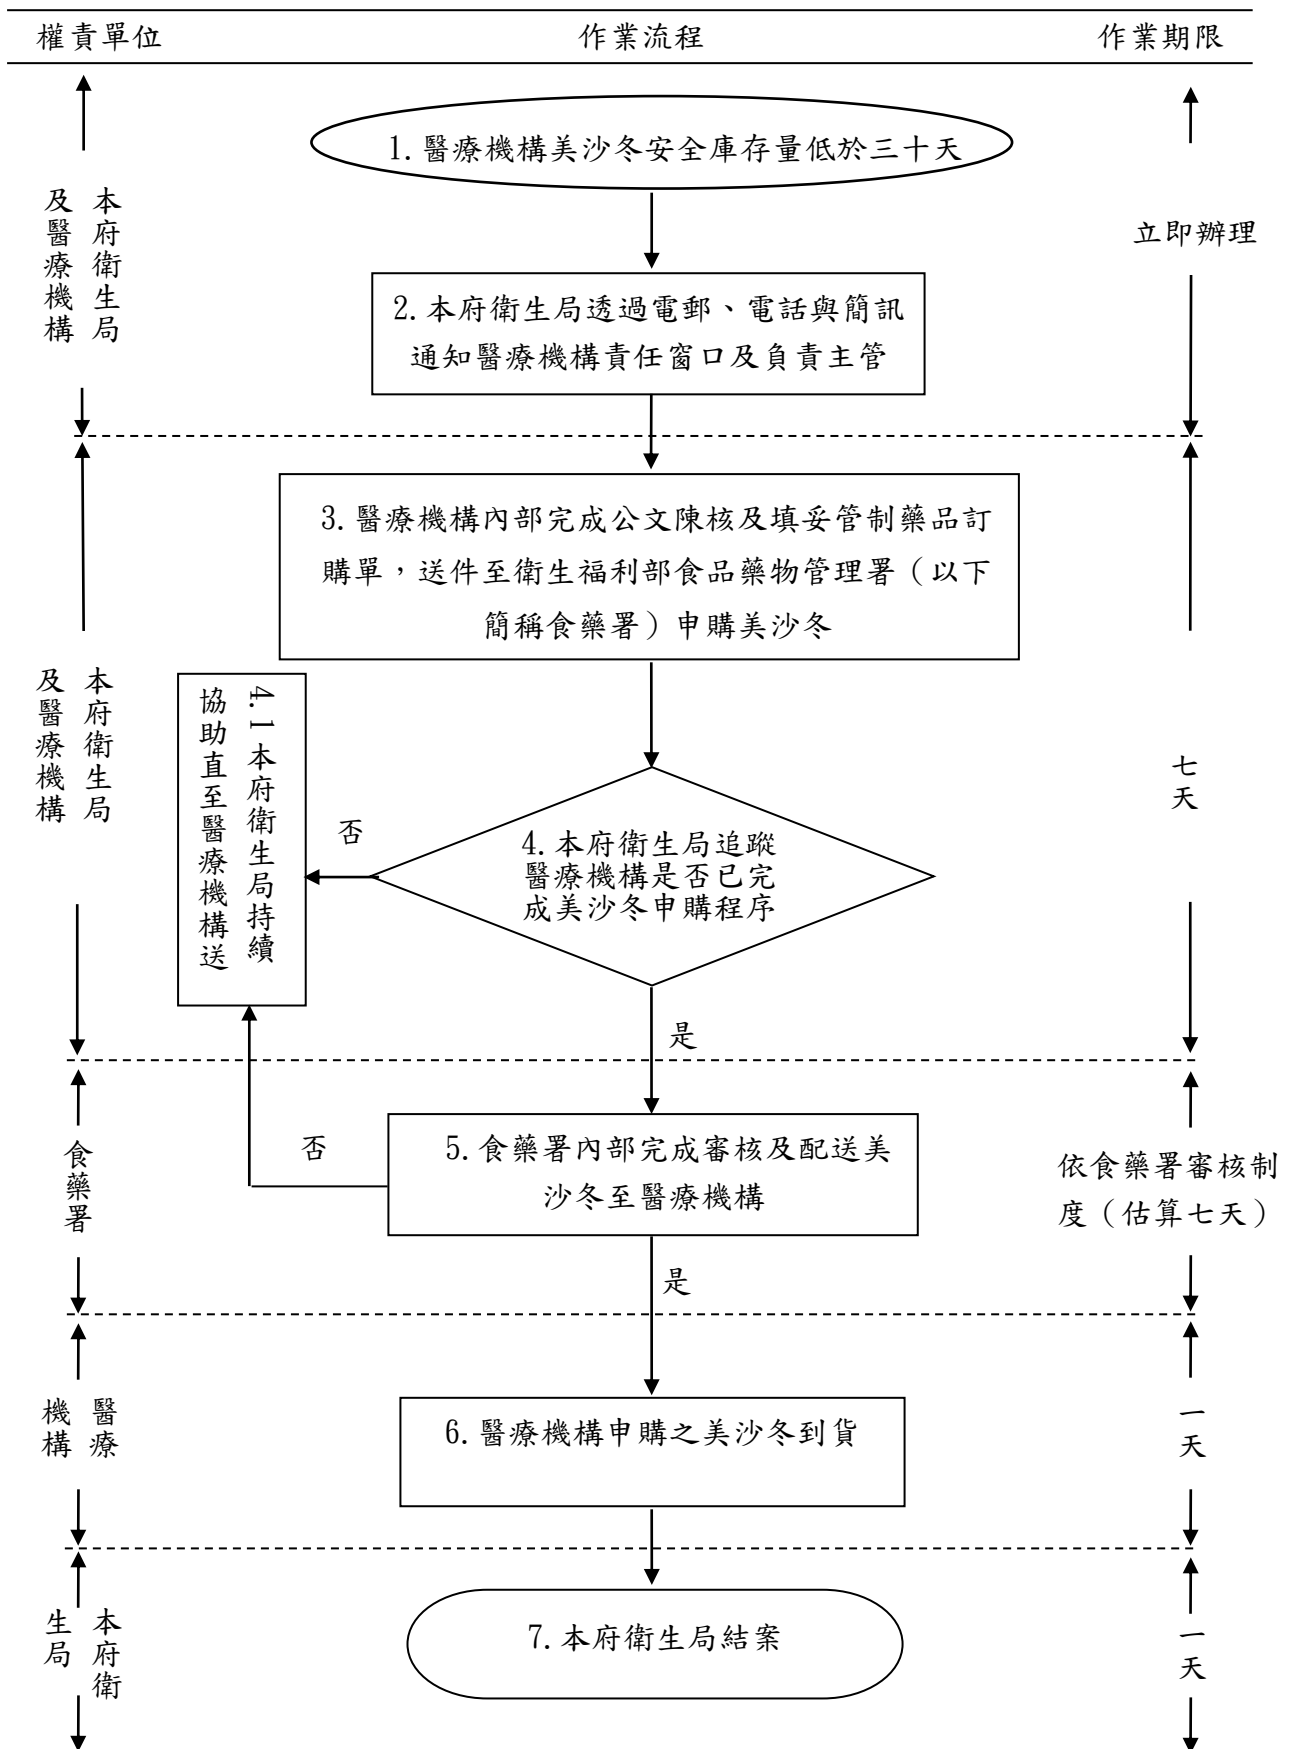 權責單位
作業流程
作業期限
1.醫療機構美沙冬安全庫存量低於三十天
本府衛生局
及醫療機構
立即辦理
2.本府衛生局透過電郵、電話與簡訊
通知醫療機構責任窗口及負責主管
3.醫療機構內部完成公文陳核及填妥管制藥品訂
購單，送件至衛生福利部食品藥物管理署（以下
簡稱食藥署）申購美沙冬
本府衛生局
及醫療機構
4.1本府衛生局持續
協助直至醫療機構送
七天
否
4.本府衛生局追蹤
醫療機構是否已完
成美沙冬申購程序
是
食藥署
否
5.食藥署內部完成審核及配送美
沙冬至醫療機構
依食藥署審核制
度（估算七天）
是
醫療
機構
6.醫療機構申購之美沙冬到貨
一天
本府衛
生局
7.本府衛生局結案
一天